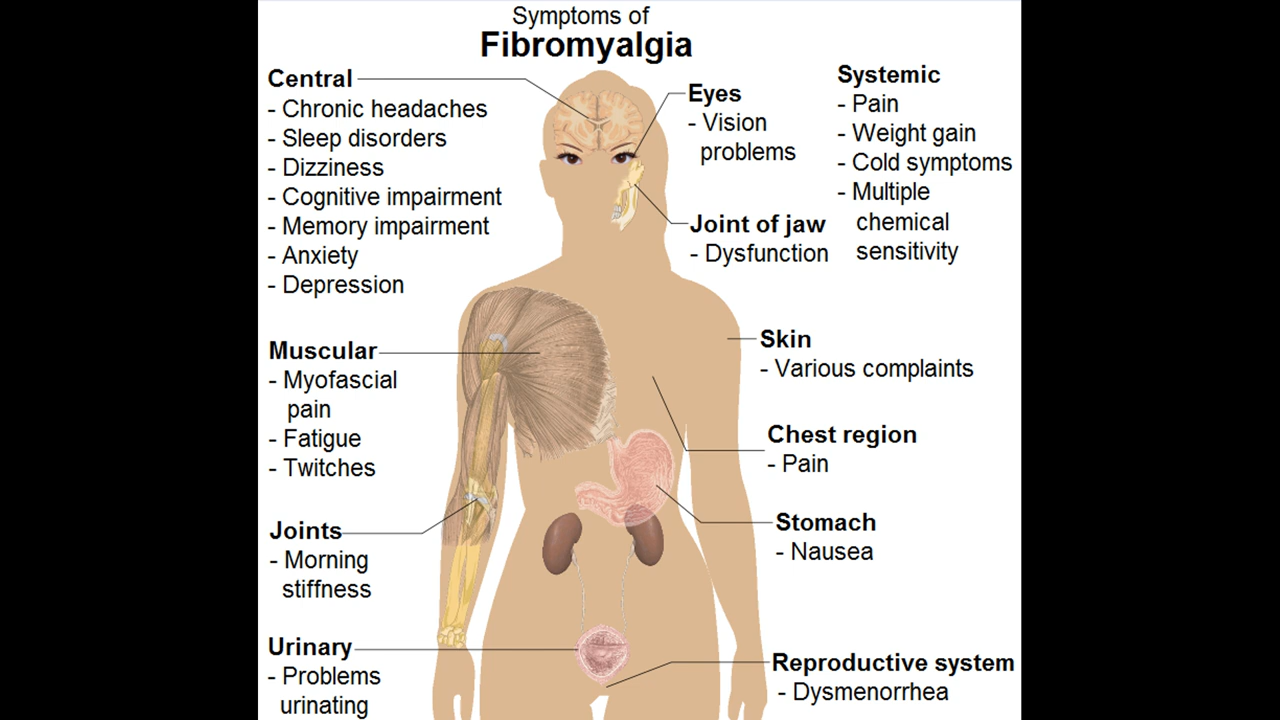 Symptoms of
Fibromyalgia
Central
- Chronic headaches
- Sleep disorders
- Dizziness
- Cognitive impairment
- Memory impairment
- Anxiety
- Depression
Eyes
- Vision
problems
Systemic
- Pain
- Weight gain
- Cold symptoms
- Multiple
chemical
sensitivity
Joint of jaw
- Dysfunction
Muscular
- Myofascial
pain
- Fatigue
- Twitches
Skin
- Various complaints
Chest region
- Pain
Joints
- Morning
stiffness
Stomach
- Nausea
Urinary
- Problems
urinating
Reproductive system
- Dysmenorrhea